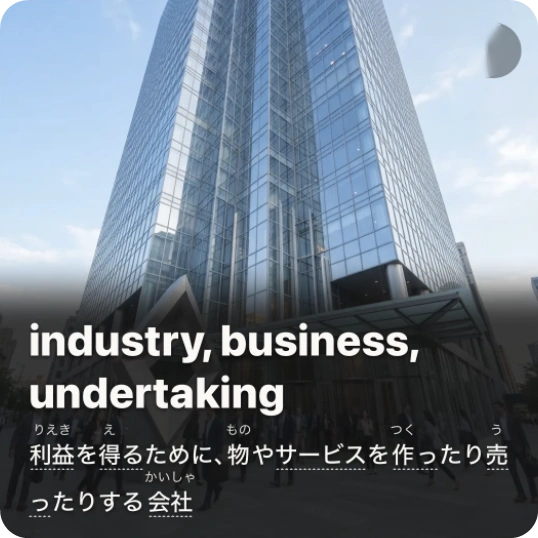 industry, business,
undertaking
りえき え もの つく う
利益を得るために、物やサービスを作ったり売
かいしゃ
ったりする会社